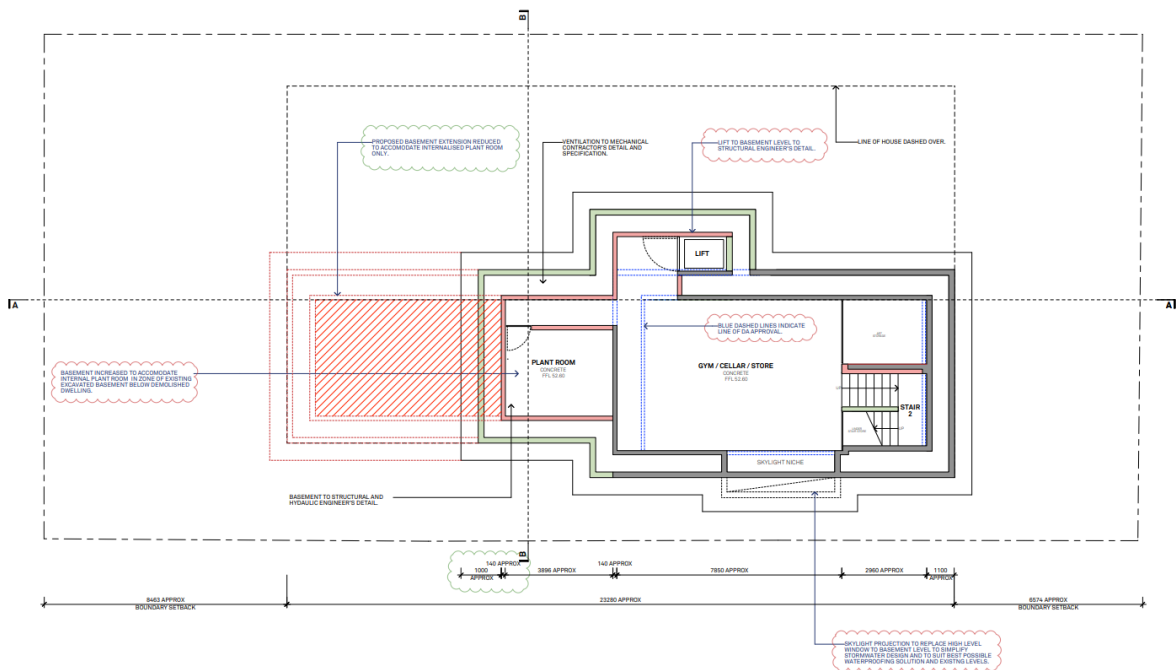 B
PROPOSED BASEMENT EXTENSION REDUCED
TO ACCOMODATE INTERNALISED PLANT ROOM
ONLY.
VENTILATION TO MECHANICAL
CONTRACTOR'S DETAIL AND
SPECIFICATION.
LIFT TO BASEMENT LEVEL TO
STRUCTURAL ENGINEER'S DETAIL.
LINE OF HOUSE DASHED OVER.
LIFT
A
A
BLUE DASHED LINES INDICATE
LINE OF DA APPROVAL.
PLANT ROOM
CONCRETE
FFL 52.60
GYM / CELLAR / STORE
CONCRETE
FFL 52.60
BASEMENT INCREASED TO ACCOMODATE
INTERNAL PLANT ROOM IN ZONE OF EXISTING
EXCAVATED BASEMENT BELOW DEMOLISHED
DWELLING.
STORAGE
UP
STAIR
2
UP
SKYLIGHT NICHE
BASEMENT TO STRUCTURAL AND
HYDRAULIC ENGINEER'S DETAIL.
B
140 APPROX
140 APPROX
1000
APPROX
3896 APPROX
7850 APPROX
2960 APPROX
1100
APPROX
8463 APPROX
BOUNDARY SETBACK
23280 APPROX
6574 APPROX
BOUNDARY SETBACK
SKYLIGHT PROJECTION TO REPLACE HIGH LEVEL
WINDOW TO BASEMENT LEVEL TO SIMPLIFY
STORMWATER DESIGN AND TO SUIT BEST POSSIBLE
WATERPROOFING SOLUTION AND EXISTNG LEVELS.